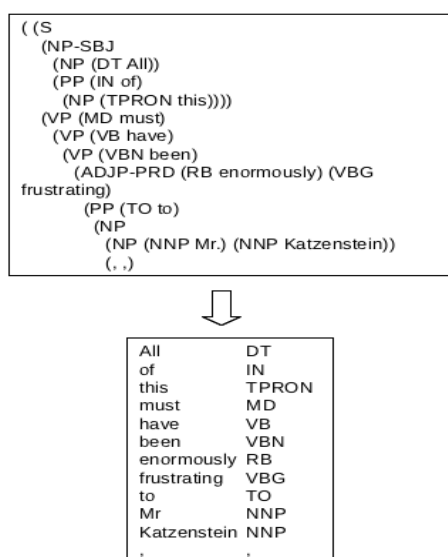 ( (S
(NP-SBJ
(NP (DT All))
(PP (IN of)
(NP (TPRON this))))
(VP (MD must)
(VP (VB have)
(VP (VBN been)
(ADJP-PRD (RB enormously) (VBG
frustrating)
(PP (TO to)
(NP
(NP (NNP Mr.) (NNP Katzenstein))
(, ,)
All DT
of IN
this TPRON
must MD
have VB
been VBN
enormously RB
frustrating VBG
to TO
Mr NNP
Katzenstein NNP
, ,